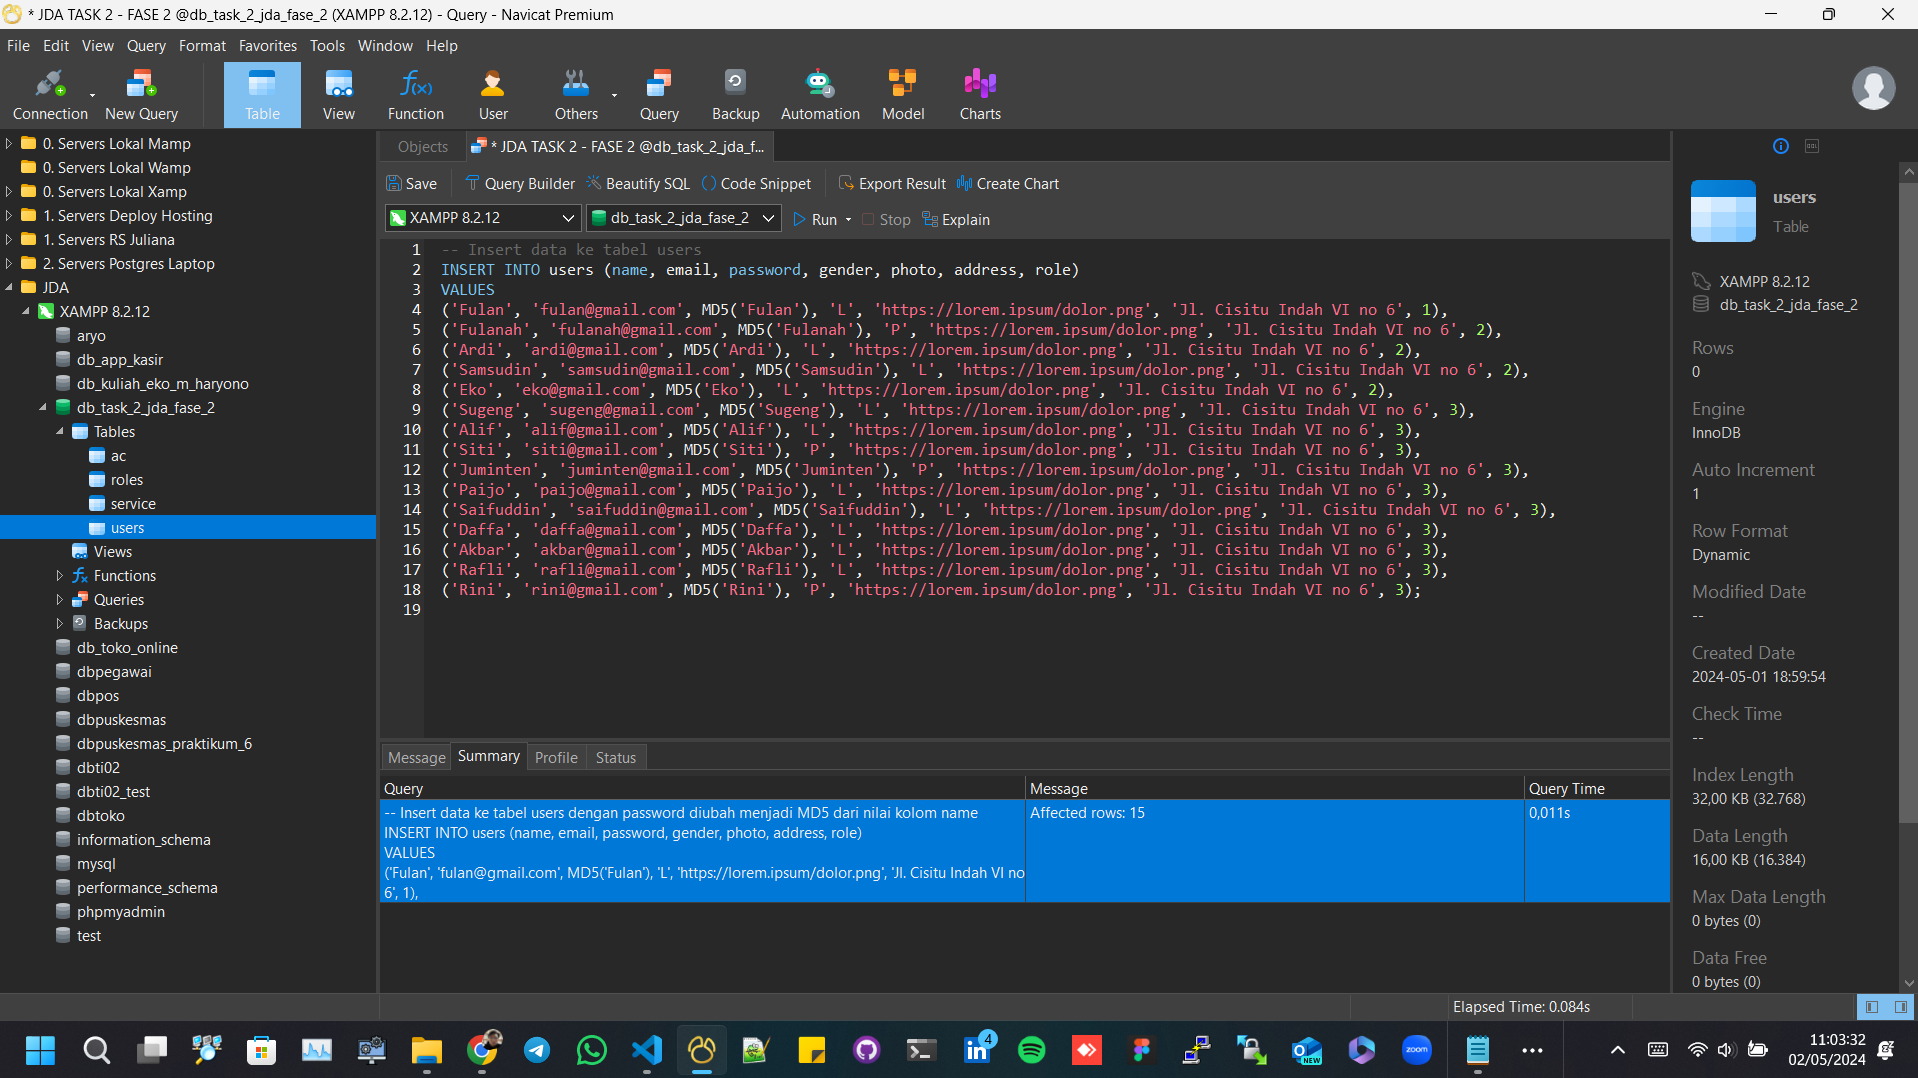 * JDA TASK 2 - FASE 2 @db_task_2_jda_fase_2 (XAMPP 8.2.12) - Query - Navicat Premium
File Edit View Query Format Favorites Tools Window Help
Connection New Query Table View Function User Others Query Backup Automation Model Charts
0. Servers Lokal Mamp
0. Servers Lokal Wamp
0. Servers Lokal Xamp
1. Servers Deploy Hosting
1. Servers RS Juliana
2. Servers Postgres Laptop
JDA
XAMPP 8.2.12
aryo
db_app_kasir
db_kuliah_eko_m_haryono
db_task_2_jda_fase_2
Tables
ac
roles
service
users
Views
Functions
Queries
Backups
db_toko_online
dbpegawai
dbpos
dbpuskesmas
dbpuskesmas_praktikum_6
dbti02
dbti02_test
dbtoko
information_schema
mysql
performance_schema
phpmyadmin
test
Objects * JDA TASK 2 - FASE 2 @db_task_2_jda_f...
Save Query Builder Beautify SQL Code Snippet Export Result Create Chart
XAMPP 8.2.12 db_task_2_jda_fase_2 Run Stop Explain
1 -- Insert data ke tabel users
2 INSERT INTO users (name, email, password, gender, photo, address, role)
3 VALUES
4 ('Fulan', 'fulan@gmail.com', MD5('Fulan'), 'L', 'https://lorem.ipsum/dolor.png', 'Jl. Cisitu Indah VI no 6', 1),
5 ('Fulanah', 'fulanah@gmail.com', MD5('Fulanah'), 'P', 'https://lorem.ipsum/dolor.png', 'Jl. Cisitu Indah VI no 6', 2),
6 ('Ardi', 'ardi@gmail.com', MD5('Ardi'), 'L', 'https://lorem.ipsum/dolor.png', 'Jl. Cisitu Indah VI no 6', 2),
7 ('Samsudin', 'samsudin@gmail.com', MD5('Samsudin'), 'L', 'https://lorem.ipsum/dolor.png', 'Jl. Cisitu Indah VI no 6', 2),
8 ('Eko', 'eko@gmail.com', MD5('Eko'), 'L', 'https://lorem.ipsum/dolor.png', 'Jl. Cisitu Indah VI no 6', 2),
9 ('Sugeng', 'sugeng@gmail.com', MD5('Sugeng'), 'L', 'https://lorem.ipsum/dolor.png', 'Jl. Cisitu Indah VI no 6', 3),
10 ('Alif', 'alif@gmail.com', MD5('Alif'), 'L', 'https://lorem.ipsum/dolor.png', 'Jl. Cisitu Indah VI no 6', 3),
11 ('Siti', 'siti@gmail.com', MD5('Siti'), 'P', 'https://lorem.ipsum/dolor.png', 'Jl. Cisitu Indah VI no 6', 3),
12 ('Juminten', 'juminten@gmail.com', MD5('Juminten'), 'P', 'https://lorem.ipsum/dolor.png', 'Jl. Cisitu Indah VI no 6', 3),
13 ('Paijo', 'paijo@gmail.com', MD5('Paijo'), 'L', 'https://lorem.ipsum/dolor.png', 'Jl. Cisitu Indah VI no 6', 3),
14 ('Saifuddin', 'saifuddin@gmail.com', MD5('Saifuddin'), 'L', 'https://lorem.ipsum/dolor.png', 'Jl. Cisitu Indah VI no 6', 3),
15 ('Daffa', 'daffa@gmail.com', MD5('Daffa'), 'L', 'https://lorem.ipsum/dolor.png', 'Jl. Cisitu Indah VI no 6', 3),
16 ('Akbar', 'akbar@gmail.com', MD5('Akbar'), 'L', 'https://lorem.ipsum/dolor.png', 'Jl. Cisitu Indah VI no 6', 3),
17 ('Rafli', 'rafli@gmail.com', MD5('Rafli'), 'L', 'https://lorem.ipsum/dolor.png', 'Jl. Cisitu Indah VI no 6', 3),
18 ('Rini', 'rini@gmail.com', MD5('Rini'), 'P', 'https://lorem.ipsum/dolor.png', 'Jl. Cisitu Indah VI no 6', 3);
19
Message Summary Profile Status
Query Message Query Time
-- Insert data ke tabel users dengan password diubah menjadi MD5 dari nilai kolom name Affected rows: 15 0,011s
INSERT INTO users (name, email, password, gender, photo, address, role)
VALUES
('Fulan', 'fulan@gmail.com', MD5('Fulan'), 'L', 'https://lorem.ipsum/dolor.png', 'Jl. Cisitu Indah VI no
6', 1),
users
Table
XAMPP 8.2.12
db_task_2_jda_fase_2
Rows
0
Engine
InnoDB
Auto Increment
1
Row Format
Dynamic
Modified Date
--
Created Date
2024-05-01 18:59:54
Check Time
--
Index Length
32,00 KB (32.768)
Data Length
16,00 KB (16.384)
Max Data Length
0 bytes (0)
Data Free
0 bytes (0)
Elapsed Time: 0.084s
4
NEW
zoom
11:03:32
02/05/2024